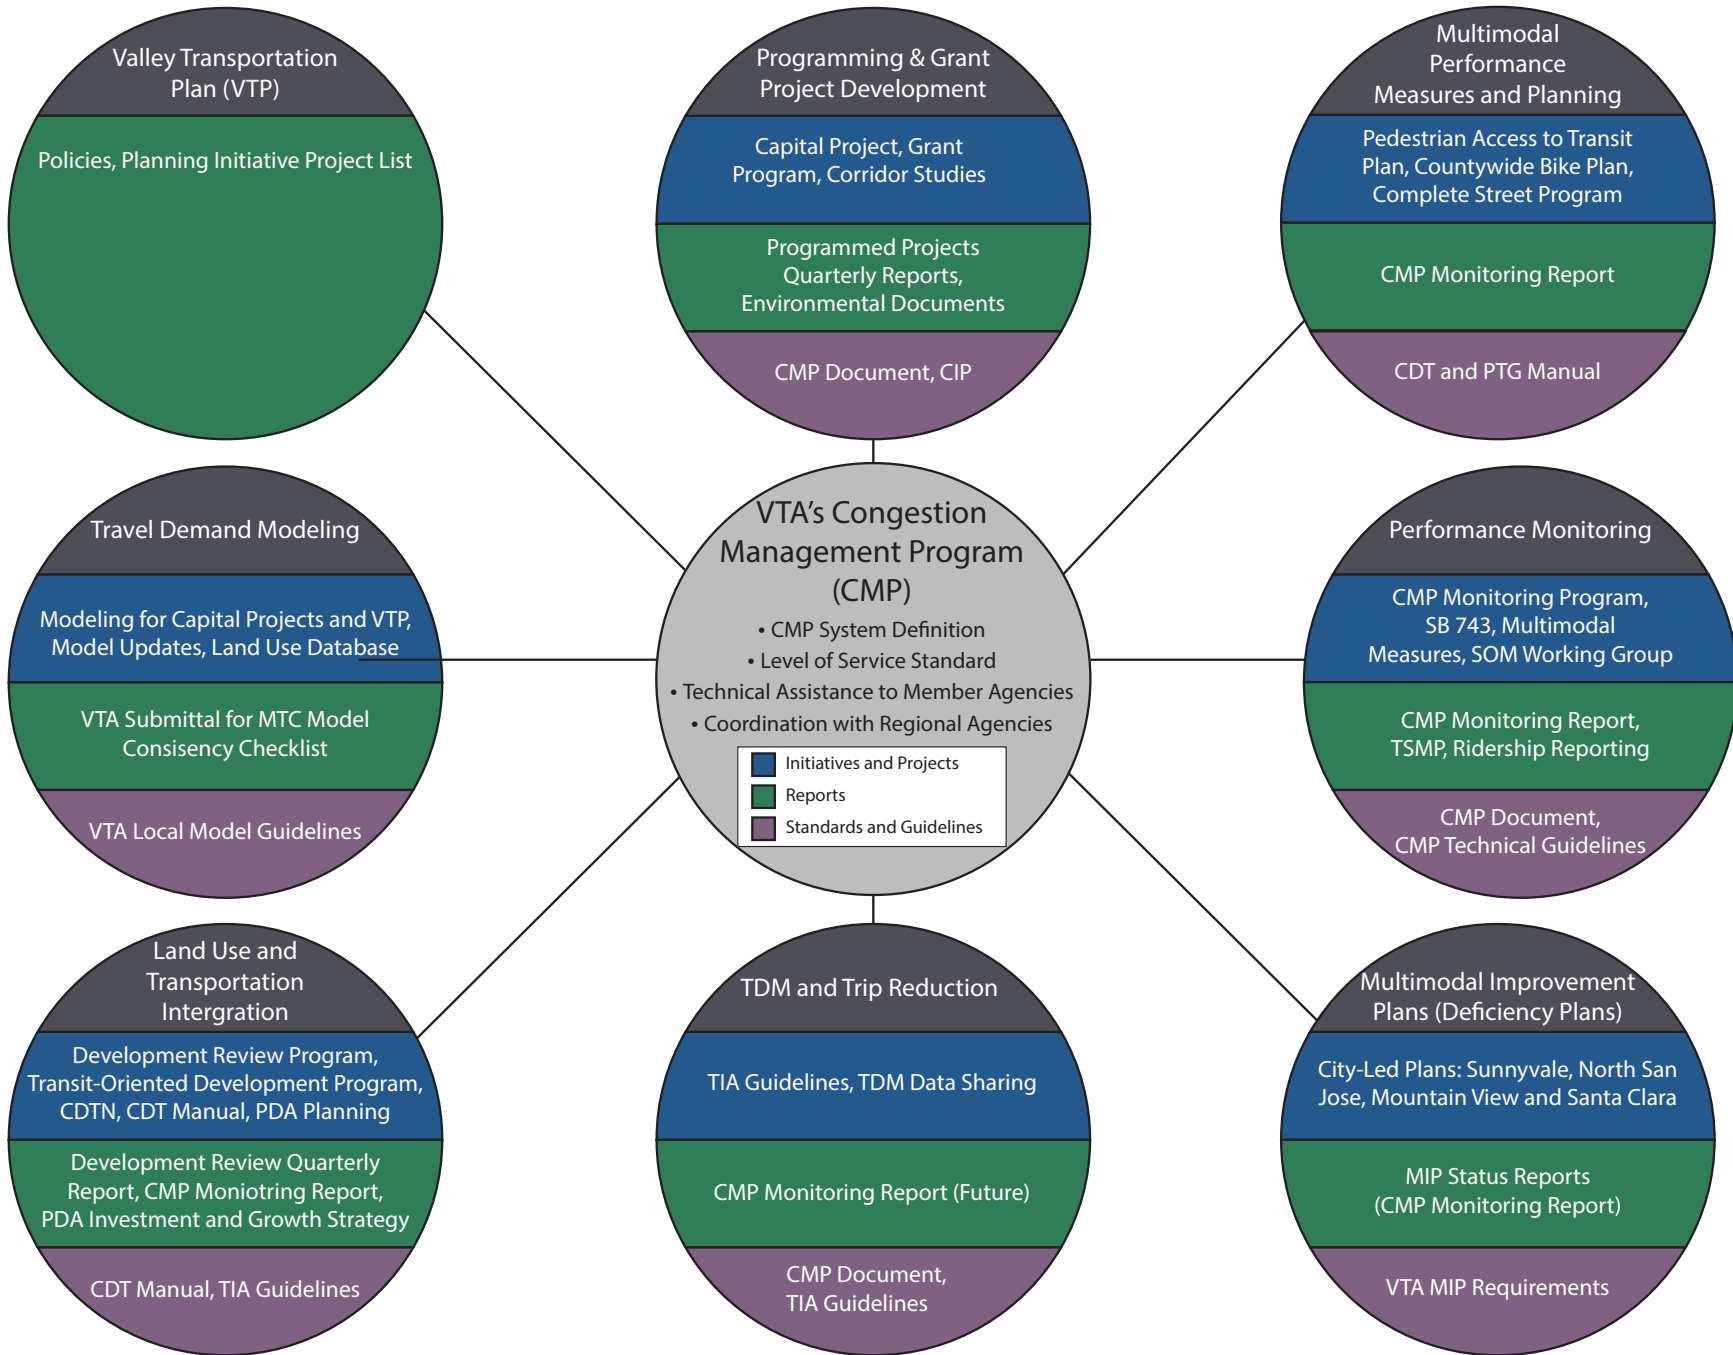 Valley Transportation
Plan (VTP)
Policies, Planning Initiative Project List
Programming & Grant
Project Development
Capital Project, Grant
Program, Corridor Studies
Programmed Projects
Quarterly Reports,
Environmental Documents
CMP Document, CIP
Multimodal
Performance
Measures and Planning
Pedestrian Access to Transit
Plan, Countywide Bike Plan,
Complete Street Program
CMP Monitoring Report
CDT and PTG Manual
Travel Demand Modeling
Modeling for Capital Projects and VTP,
Model Updates, Land Use Database
VTA Submittal for MTC Model
Consisency Checklist
VTA Local Model Guidelines
VTA's Congestion
Management Program
(CMP)
• CMP System Definition
• Level of Service Standard
• Technical Assistance to Member Agencies
• Coordination with Regional Agencies
Initiatives and Projects
Reports
Standards and Guidelines
Performance Monitoring
CMP Monitoring Program,
SB 743, Multimodal
Measures, SOM Working Group
CMP Monitoring Report,
TSMP, Ridership Reporting
CMP Document,
CMP Technical Guidelines
Land Use and
Transportation
Intergration
Development Review Program,
Transit-Oriented Development Program,
CDTN, CDT Manual, PDA Planning
Development Review Quarterly
Report, CMP Moniotring Report,
PDA Investment and Growth Strategy
CDT Manual, TIA Guidelines
TDM and Trip Reduction
TIA Guidelines, TDM Data Sharing
CMP Monitoring Report (Future)
CMP Document,
TIA Guidelines
Multimodal Improvement
Plans (Deficiency Plans)
City-Led Plans: Sunnyvale, North San
Jose, Mountain View and Santa Clara
MIP Status Reports
(CMP Monitoring Report)
VTA MIP Requirements